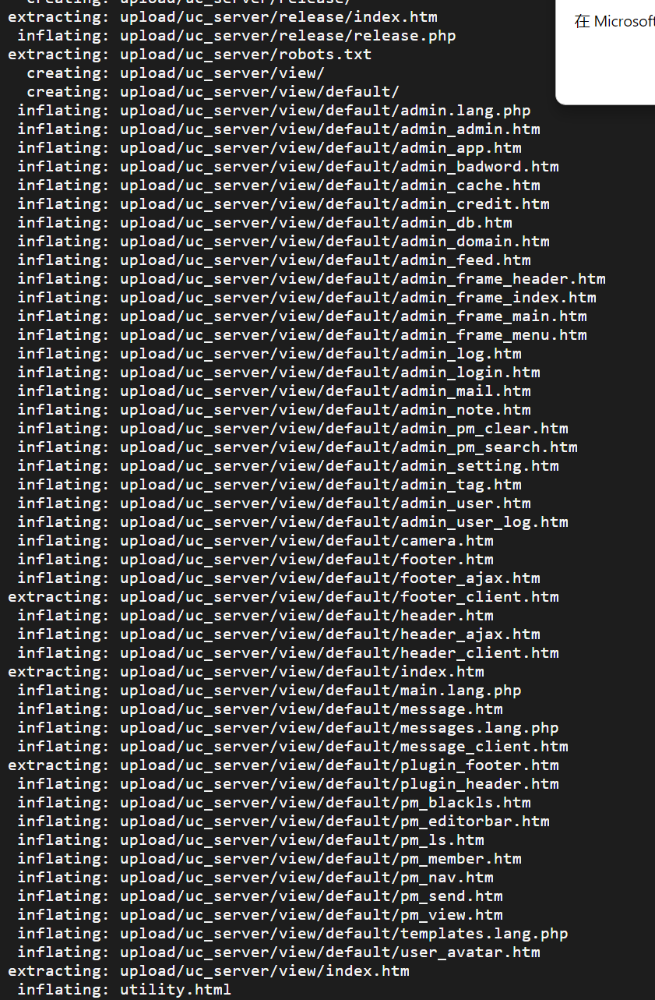 creating: upload/uc_server/release/
extracting: upload/uc_server/release/index.htm
inflating: upload/uc_server/release/release.php
extracting: upload/uc_server/robots.txt
creating: upload/uc_server/view/
creating: upload/uc_server/view/default/
inflating: upload/uc_server/view/default/admin.lang.php
inflating: upload/uc_server/view/default/admin_admin.htm
inflating: upload/uc_server/view/default/admin_app.htm
inflating: upload/uc_server/view/default/admin_badword.htm
inflating: upload/uc_server/view/default/admin_cache.htm
inflating: upload/uc_server/view/default/admin_credit.htm
inflating: upload/uc_server/view/default/admin_db.htm
inflating: upload/uc_server/view/default/admin_domain.htm
inflating: upload/uc_server/view/default/admin_feed.htm
inflating: upload/uc_server/view/default/admin_frame_header.htm
inflating: upload/uc_server/view/default/admin_frame_index.htm
inflating: upload/uc_server/view/default/admin_frame_main.htm
inflating: upload/uc_server/view/default/admin_frame_menu.htm
inflating: upload/uc_server/view/default/admin_log.htm
inflating: upload/uc_server/view/default/admin_login.htm
inflating: upload/uc_server/view/default/admin_mail.htm
inflating: upload/uc_server/view/default/admin_note.htm
inflating: upload/uc_server/view/default/admin_pm_clear.htm
inflating: upload/uc_server/view/default/admin_pm_search.htm
inflating: upload/uc_server/view/default/admin_setting.htm
inflating: upload/uc_server/view/default/admin_tag.htm
inflating: upload/uc_server/view/default/admin_user.htm
inflating: upload/uc_server/view/default/admin_user_log.htm
inflating: upload/uc_server/view/default/camera.htm
inflating: upload/uc_server/view/default/footer.htm
inflating: upload/uc_server/view/default/footer_ajax.htm
extracting: upload/uc_server/view/default/footer_client.htm
inflating: upload/uc_server/view/default/header.htm
inflating: upload/uc_server/view/default/header_ajax.htm
inflating: upload/uc_server/view/default/header_client.htm
extracting: upload/uc_server/view/default/index.htm
inflating: upload/uc_server/view/default/main.lang.php
inflating: upload/uc_server/view/default/message.htm
inflating: upload/uc_server/view/default/messages.lang.php
inflating: upload/uc_server/view/default/message_client.htm
extracting: upload/uc_server/view/default/plugin_footer.htm
inflating: upload/uc_server/view/default/plugin_header.htm
inflating: upload/uc_server/view/default/pm_blackls.htm
inflating: upload/uc_server/view/default/pm_editorbar.htm
inflating: upload/uc_server/view/default/pm_ls.htm
inflating: upload/uc_server/view/default/pm_member.htm
inflating: upload/uc_server/view/default/pm_nav.htm
inflating: upload/uc_server/view/default/pm_send.htm
inflating: upload/uc_server/view/default/pm_view.htm
inflating: upload/uc_server/view/default/templates.lang.php
inflating: upload/uc_server/view/default/user_avatar.htm
extracting: upload/uc_server/view/index.htm
inflating: utility.html
在 Microsoft